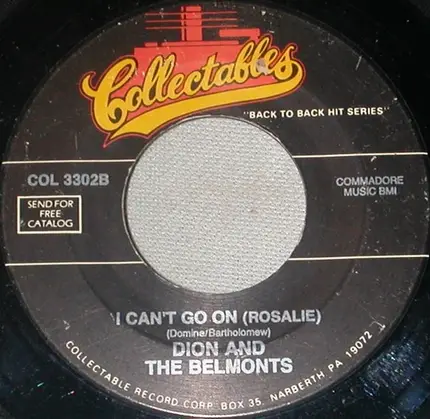 Collectables
"BACK TO BACK HIT SERIES"
COL 3302B
COMMADORE
MUSIC BMI
SEND FOR
FREE
CATALOG
I CAN'T GO ON (ROSALIE)
(Domine/Bartholomew)
DION AND
THE BELMONTS
COLLECTABLE RECORD CORP. BOX 35, NARBERTH, PA 19072